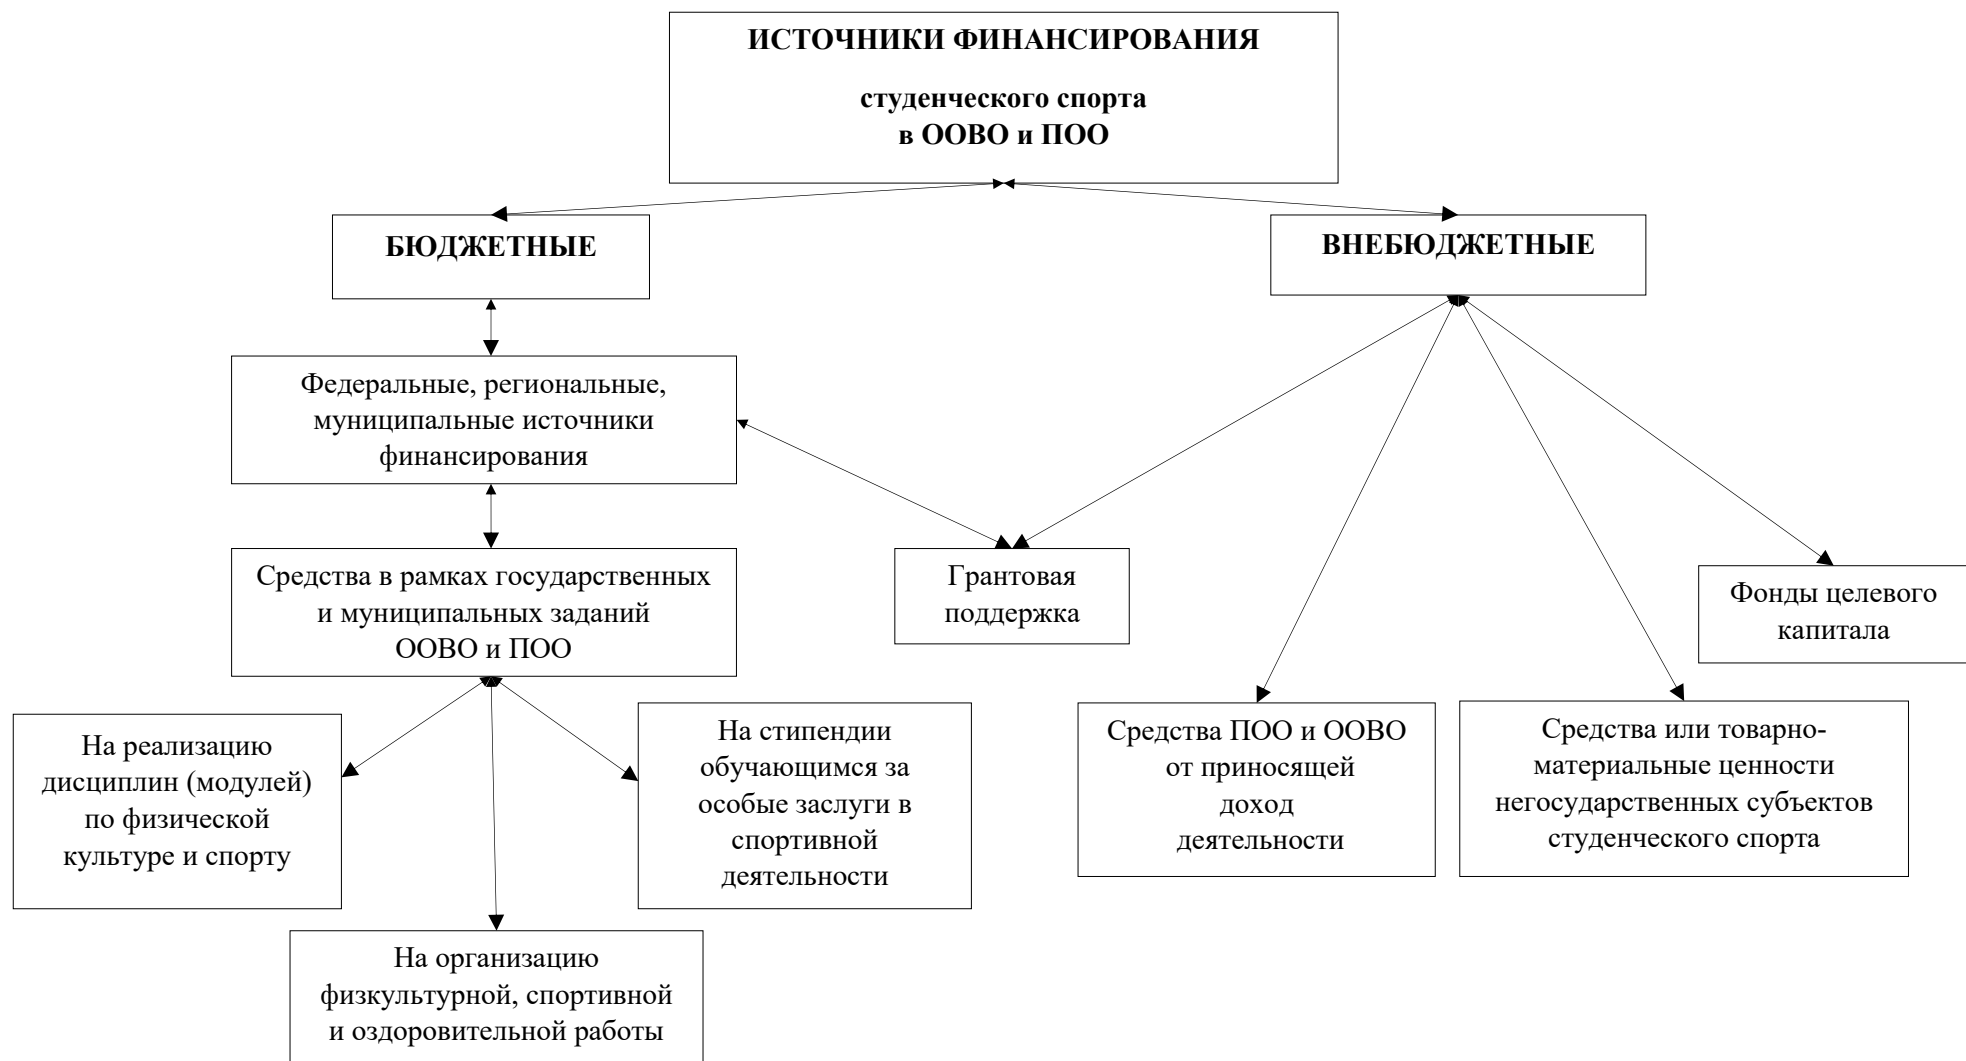 ИСТОЧНИКИ ФИНАНСИРОВАНИЯ
студенческого спорта
в ООВО и ПОО
БЮДЖЕТНЫЕ
ВНЕБЮДЖЕТНЫЕ
Федеральные, региональные,
муниципальные источники
финансирования
Средства в рамках государственных
и муниципальных заданий
ООВО и ПОО
Грантовая
поддержка
Фонды целевого
капитала
На реализацию
дисциплин (модулей)
по физической
культуре и спорту
На стипендии
обучающимся за
особые заслуги в
спортивной
деятельности
Средства ПОО и ООВО
от приносящей
доход
деятельности
Средства или товарно-
материальные ценности
негосударственных субъектов
студенческого спорта
На организацию
физкультурной, спортивной
и оздоровительной работы